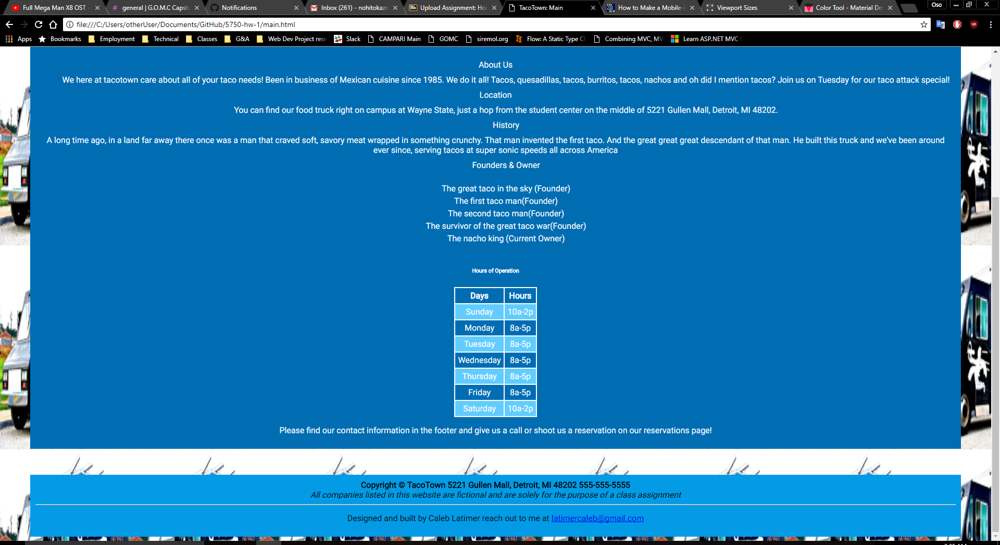 Full Mega Man X8 OST -
# general | G.O.M.C Capst
Notifications
Inbox (261) - nohitokaze
Bb Upload Assignment: Ho
TacoTown: Main
How to Make a Mobile-
Viewport Sizes
Color Tool - Material De
Oso
file:///C:/Users/otherUser/Documents/GitHub/5750-hw-1/main.html
Apps
Bookmarks
Employment
Technical
Classes
G&A
Web Dev Project rese
Slack
CAMPARI Main
GOMC
siremol.org
Flow: A Static Type C
Combining MVC, MV
Learn ASP.NET MVC
About Us
We here at tacotown care about all of your taco needs! Been in business of Mexican cuisine since 1985. We do it all! Tacos, quesadillas, tacos, burritos, tacos, nachos and oh did I mention tacos? Join us on Tuesday for our taco attack special!
Location
You can find our food truck right on campus at Wayne State, just a hop from the student center on the middle of 5221 Gullen Mall, Detroit, MI 48202.
History
A long time ago, in a land far away there once was a man that craved soft, savory meat wrapped in something crunchy. That man invented the first taco. And the great great great descendant of that man. He built this truck and we've been around
ever since, serving tacos at super sonic speeds all across America
Founders & Owner
The great taco in the sky (Founder)
The first taco man(Founder)
The second taco man(Founder)
The survivor of the great taco war(Founder)
The nacho king (Current Owner)
Hours of Operation
Days Hours
Sunday 10a-2p
Monday 8a-5p
Tuesday 8a-5p
Wednesday 8a-5p
Thursday 8a-5p
Friday 8a-5p
Saturday 10a-2p
Please find our contact information in the footer and give us a call or shoot us a reservation on our reservations page!
Copyright © TacoTown 5221 Gullen Mall, Detroit, MI 48202 555-555-5555
All companies listed in this website are fictional and are solely for the purpose of a class assignment
Designed and built by Caleb Latimer reach out to me at latimercaleb@gmail.com